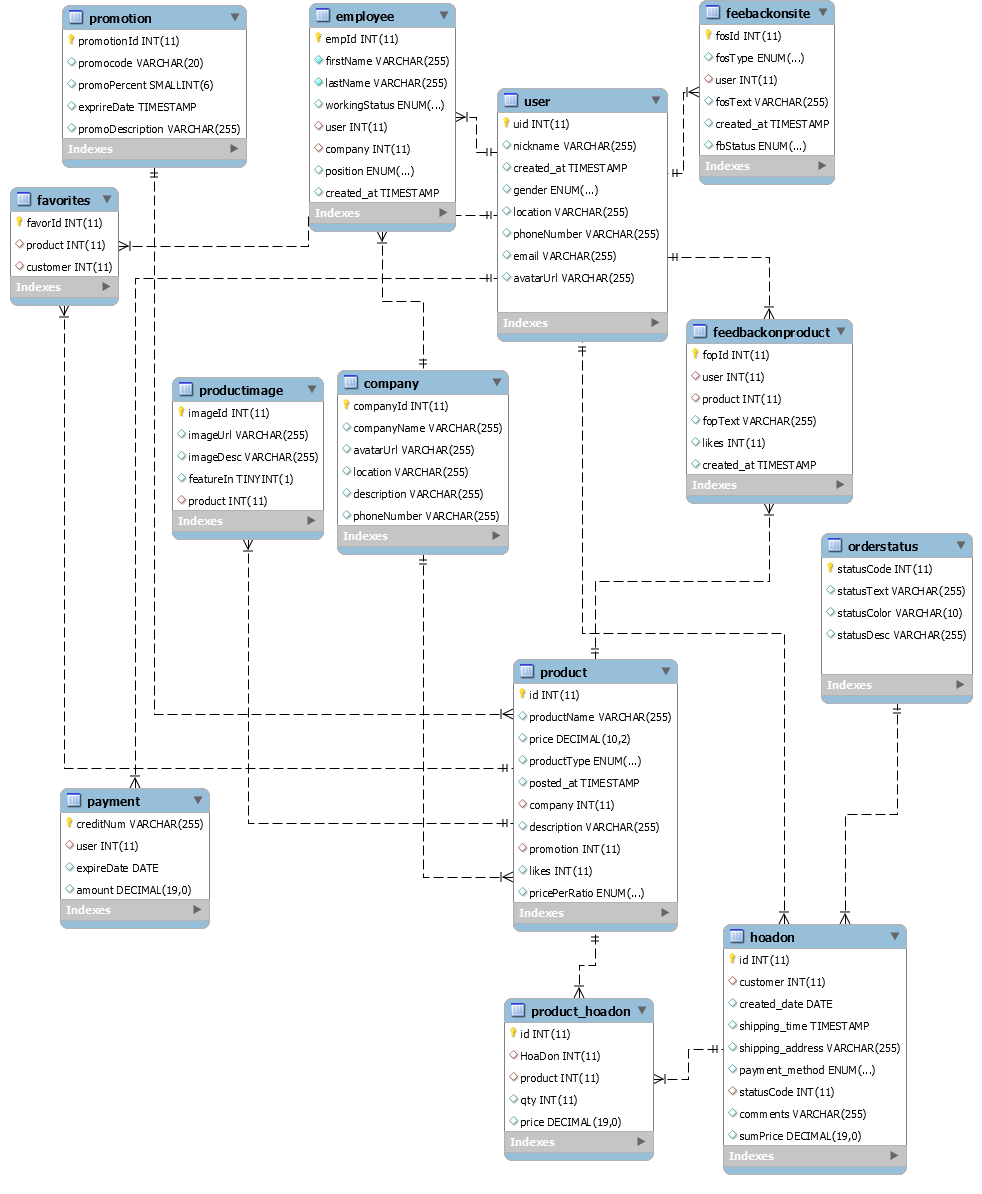 promotion
promotionId INT(11)
promocode VARCHAR(20)
promoPercent SMALLINT(6)
exprireDate TIMESTAMP
promoDescription VARCHAR(255)
Indexes
employee
empId INT(11)
firstName VARCHAR(255)
lastName VARCHAR(255)
workingStatus ENUM(...)
user INT(11)
company INT(11)
position ENUM(...)
created_at TIMESTAMP
Indexes
feebackonsite
fosId INT(11)
fosType ENUM(...)
user INT(11)
fosText VARCHAR(255)
created_at TIMESTAMP
fbStatus ENUM(...)
Indexes
user
uid INT(11)
nickname VARCHAR(255)
created_at TIMESTAMP
gender ENUM(...)
location VARCHAR(255)
phoneNumber VARCHAR(255)
email VARCHAR(255)
avatarUrl VARCHAR(255)
Indexes
favorites
favorId INT(11)
product INT(11)
customer INT(11)
Indexes
feedbackonproduct
fopId INT(11)
user INT(11)
product INT(11)
fopText VARCHAR(255)
likes INT(11)
created_at TIMESTAMP
Indexes
productimage
imageId INT(11)
imageUrl VARCHAR(255)
imageDesc VARCHAR(255)
featureIn TINYINT(1)
product INT(11)
Indexes
company
companyId INT(11)
companyName VARCHAR(255)
avatarUrl VARCHAR(255)
location VARCHAR(255)
description VARCHAR(255)
phoneNumber VARCHAR(255)
Indexes
orderstatus
statusCode INT(11)
statusText VARCHAR(255)
statusColor VARCHAR(10)
statusDesc VARCHAR(255)
Indexes
product
id INT(11)
productName VARCHAR(255)
price DECIMAL(10,2)
productType ENUM(...)
posted_at TIMESTAMP
company INT(11)
description VARCHAR(255)
promotion INT(11)
likes INT(11)
pricePerRatio ENUM(...)
Indexes
payment
creditNum VARCHAR(255)
user INT(11)
expireDate DATE
amount DECIMAL(19,0)
Indexes
hoadon
id INT(11)
customer INT(11)
created_date DATE
shipping_time TIMESTAMP
shipping_address VARCHAR(255)
payment_method ENUM(...)
statusCode INT(11)
comments VARCHAR(255)
sumPrice DECIMAL(19,0)
Indexes
product_hoadon
id INT(11)
HoaDon INT(11)
product INT(11)
qty INT(11)
price DECIMAL(19,0)
Indexes